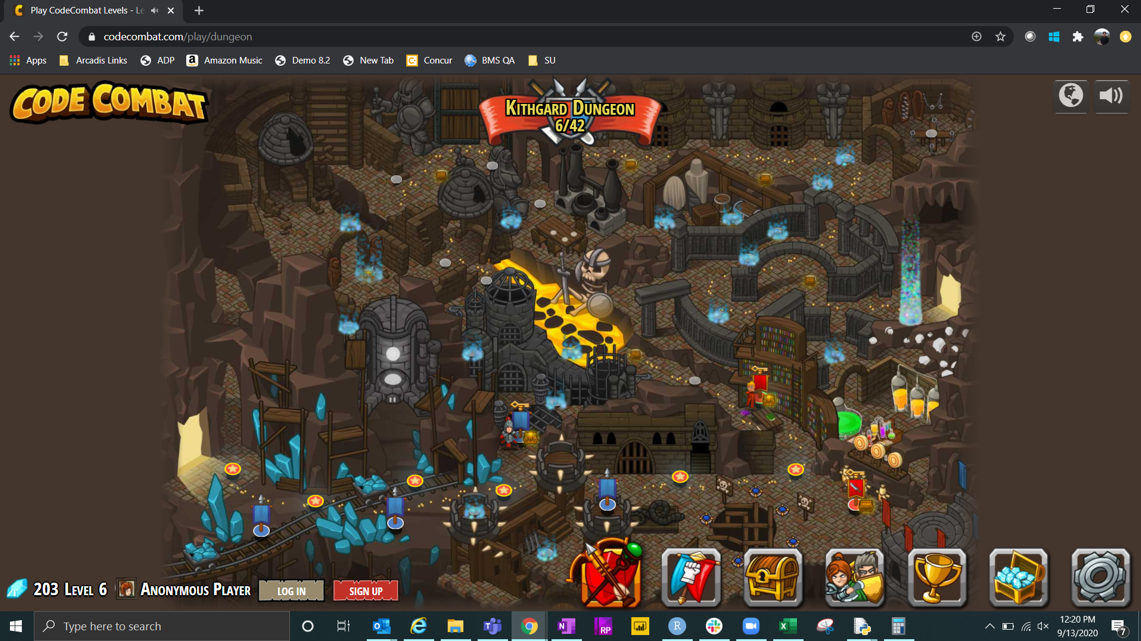 Play CodeCombat Levels - Le
codecombat.com/play/dungeon
Apps
Arcadis Links
ADP
Amazon Music
Demo 8.2
New Tab
Concur
BMS QA
SU
CODE COMBAT
KITHGARD DUNGEON
6/42
203 LEVEL 6
ANONYMOUS PLAYER
LOG IN
SIGN UP
Type here to search
12:20 PM
9/13/2020